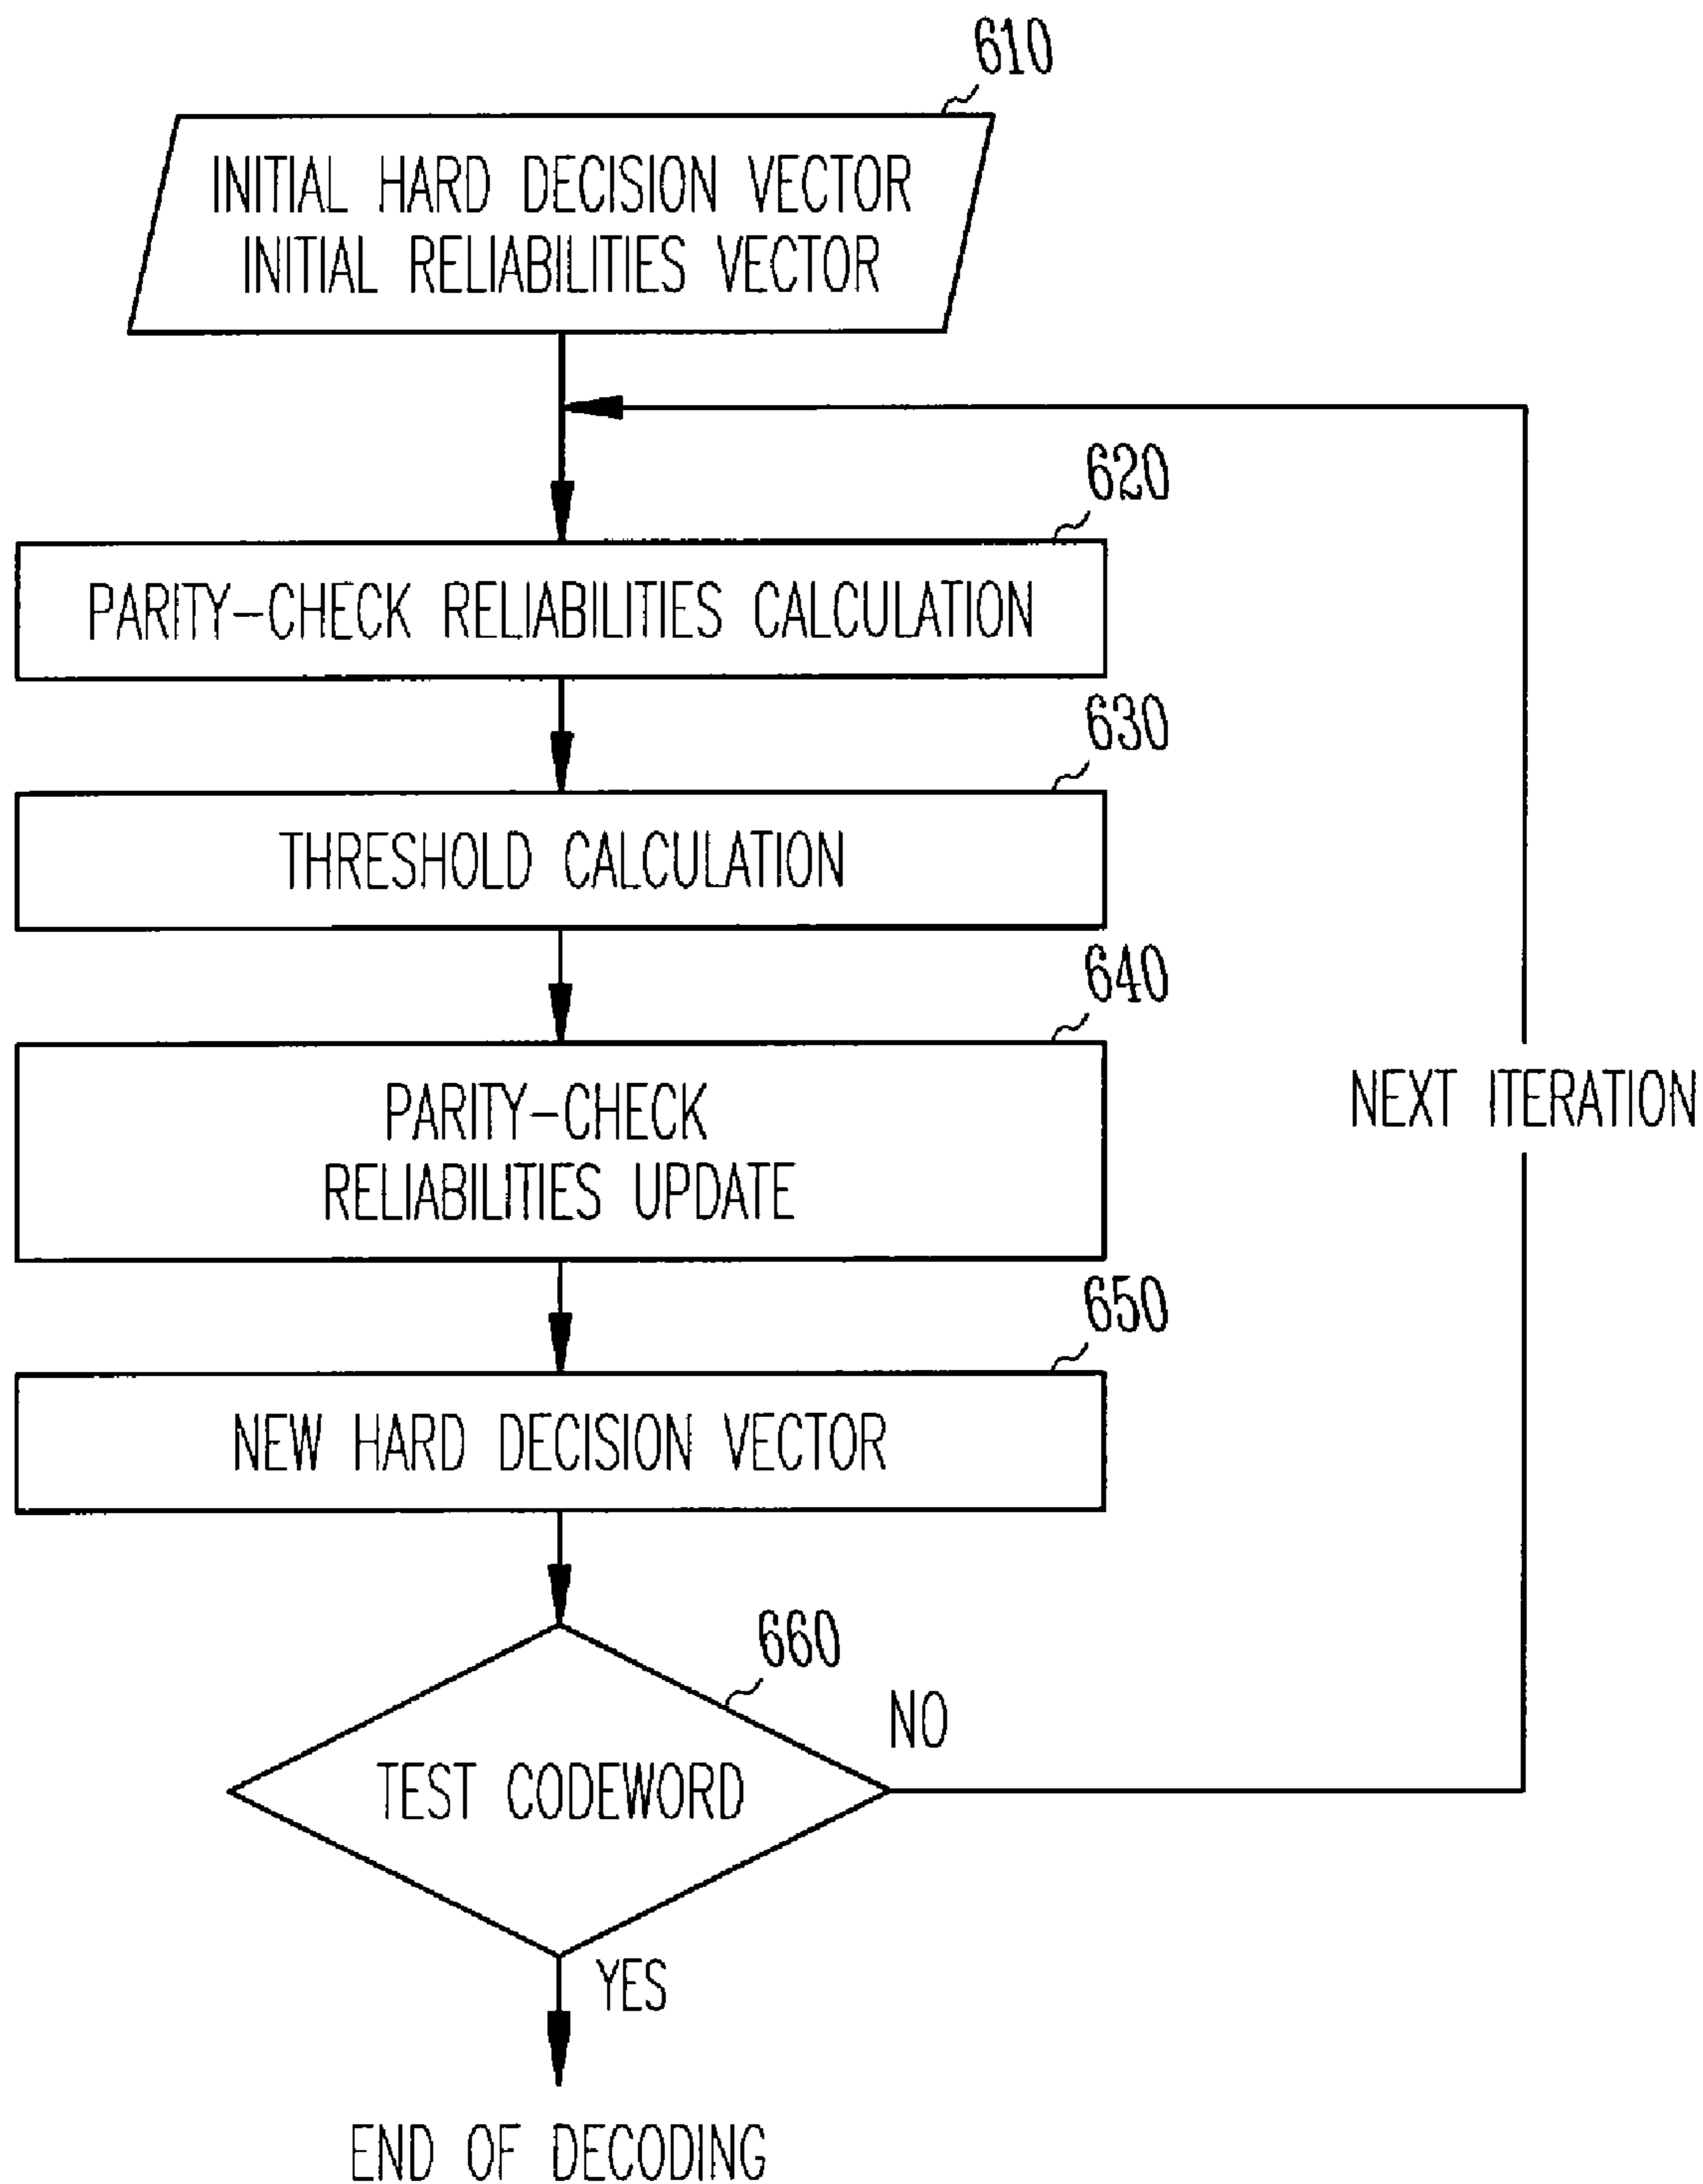 610
INITIAL HARD DECISION VECTOR
INITIAL RELIABILITIES VECTOR
620
PARITY-CHECK RELIABILITIES CALCULATION
630
THRESHOLD CALCULATION
640
PARITY-CHECK
RELIABILITIES UPDATE
NEXT ITERATION
650
NEW HARD DECISION VECTOR
660
NO
TEST CODEWORD
YES
END OF DECODING